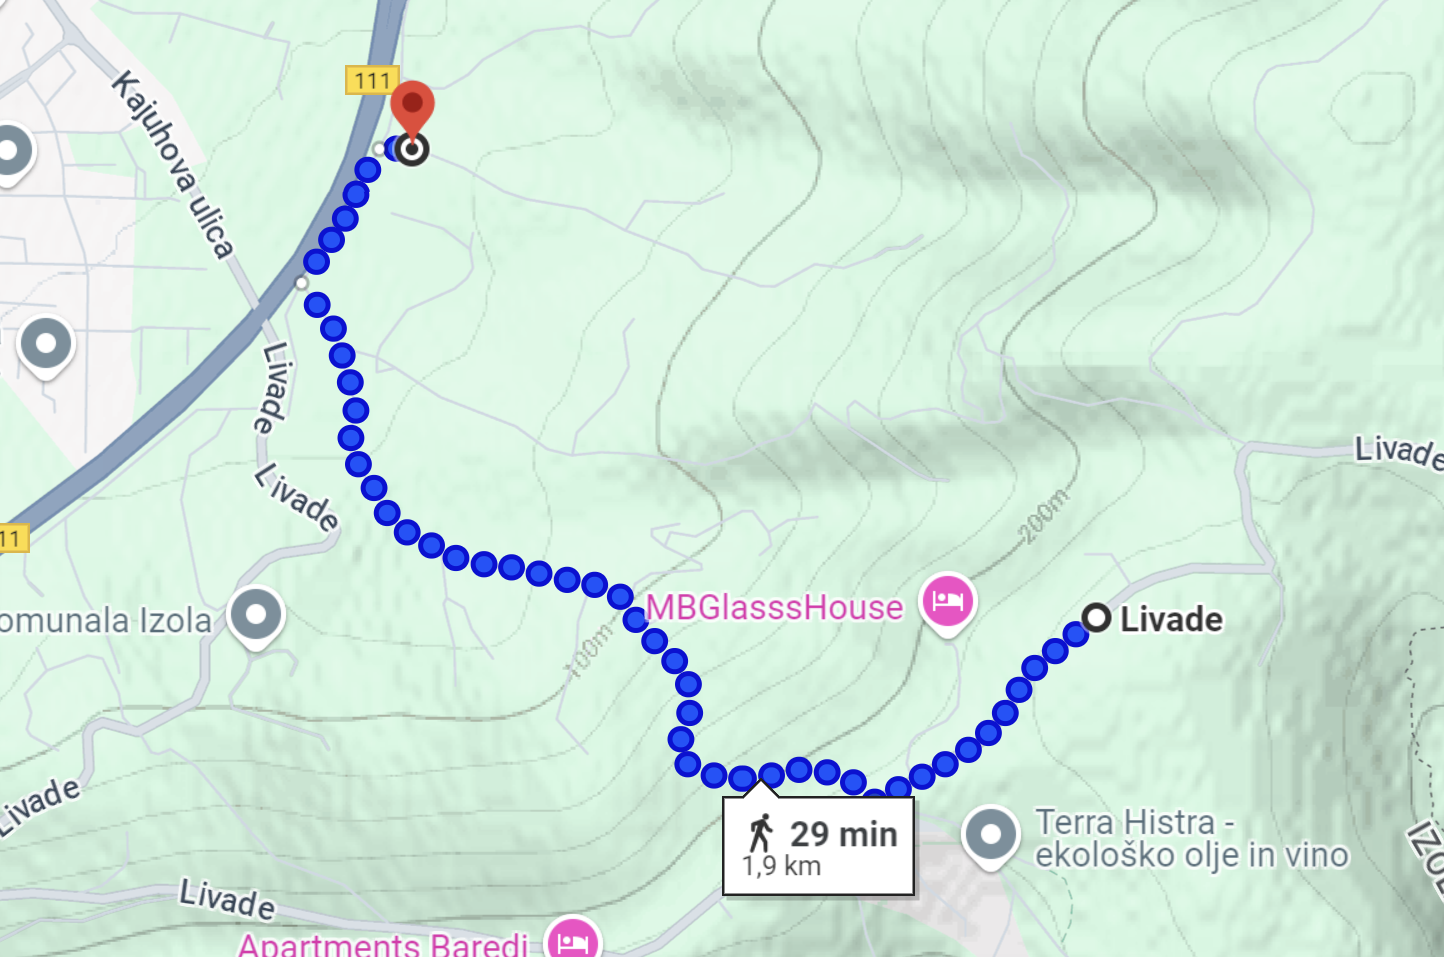 111
Kajuhova ulica
Livade
Livade
Livade
200m
11
MBGlasssHouse
omunala Izola
Livade
100m
29 min
1,9 km
Terra Histra -
ekološko olje in vino
Livade
Livade
IZOL
Apartments Baredi